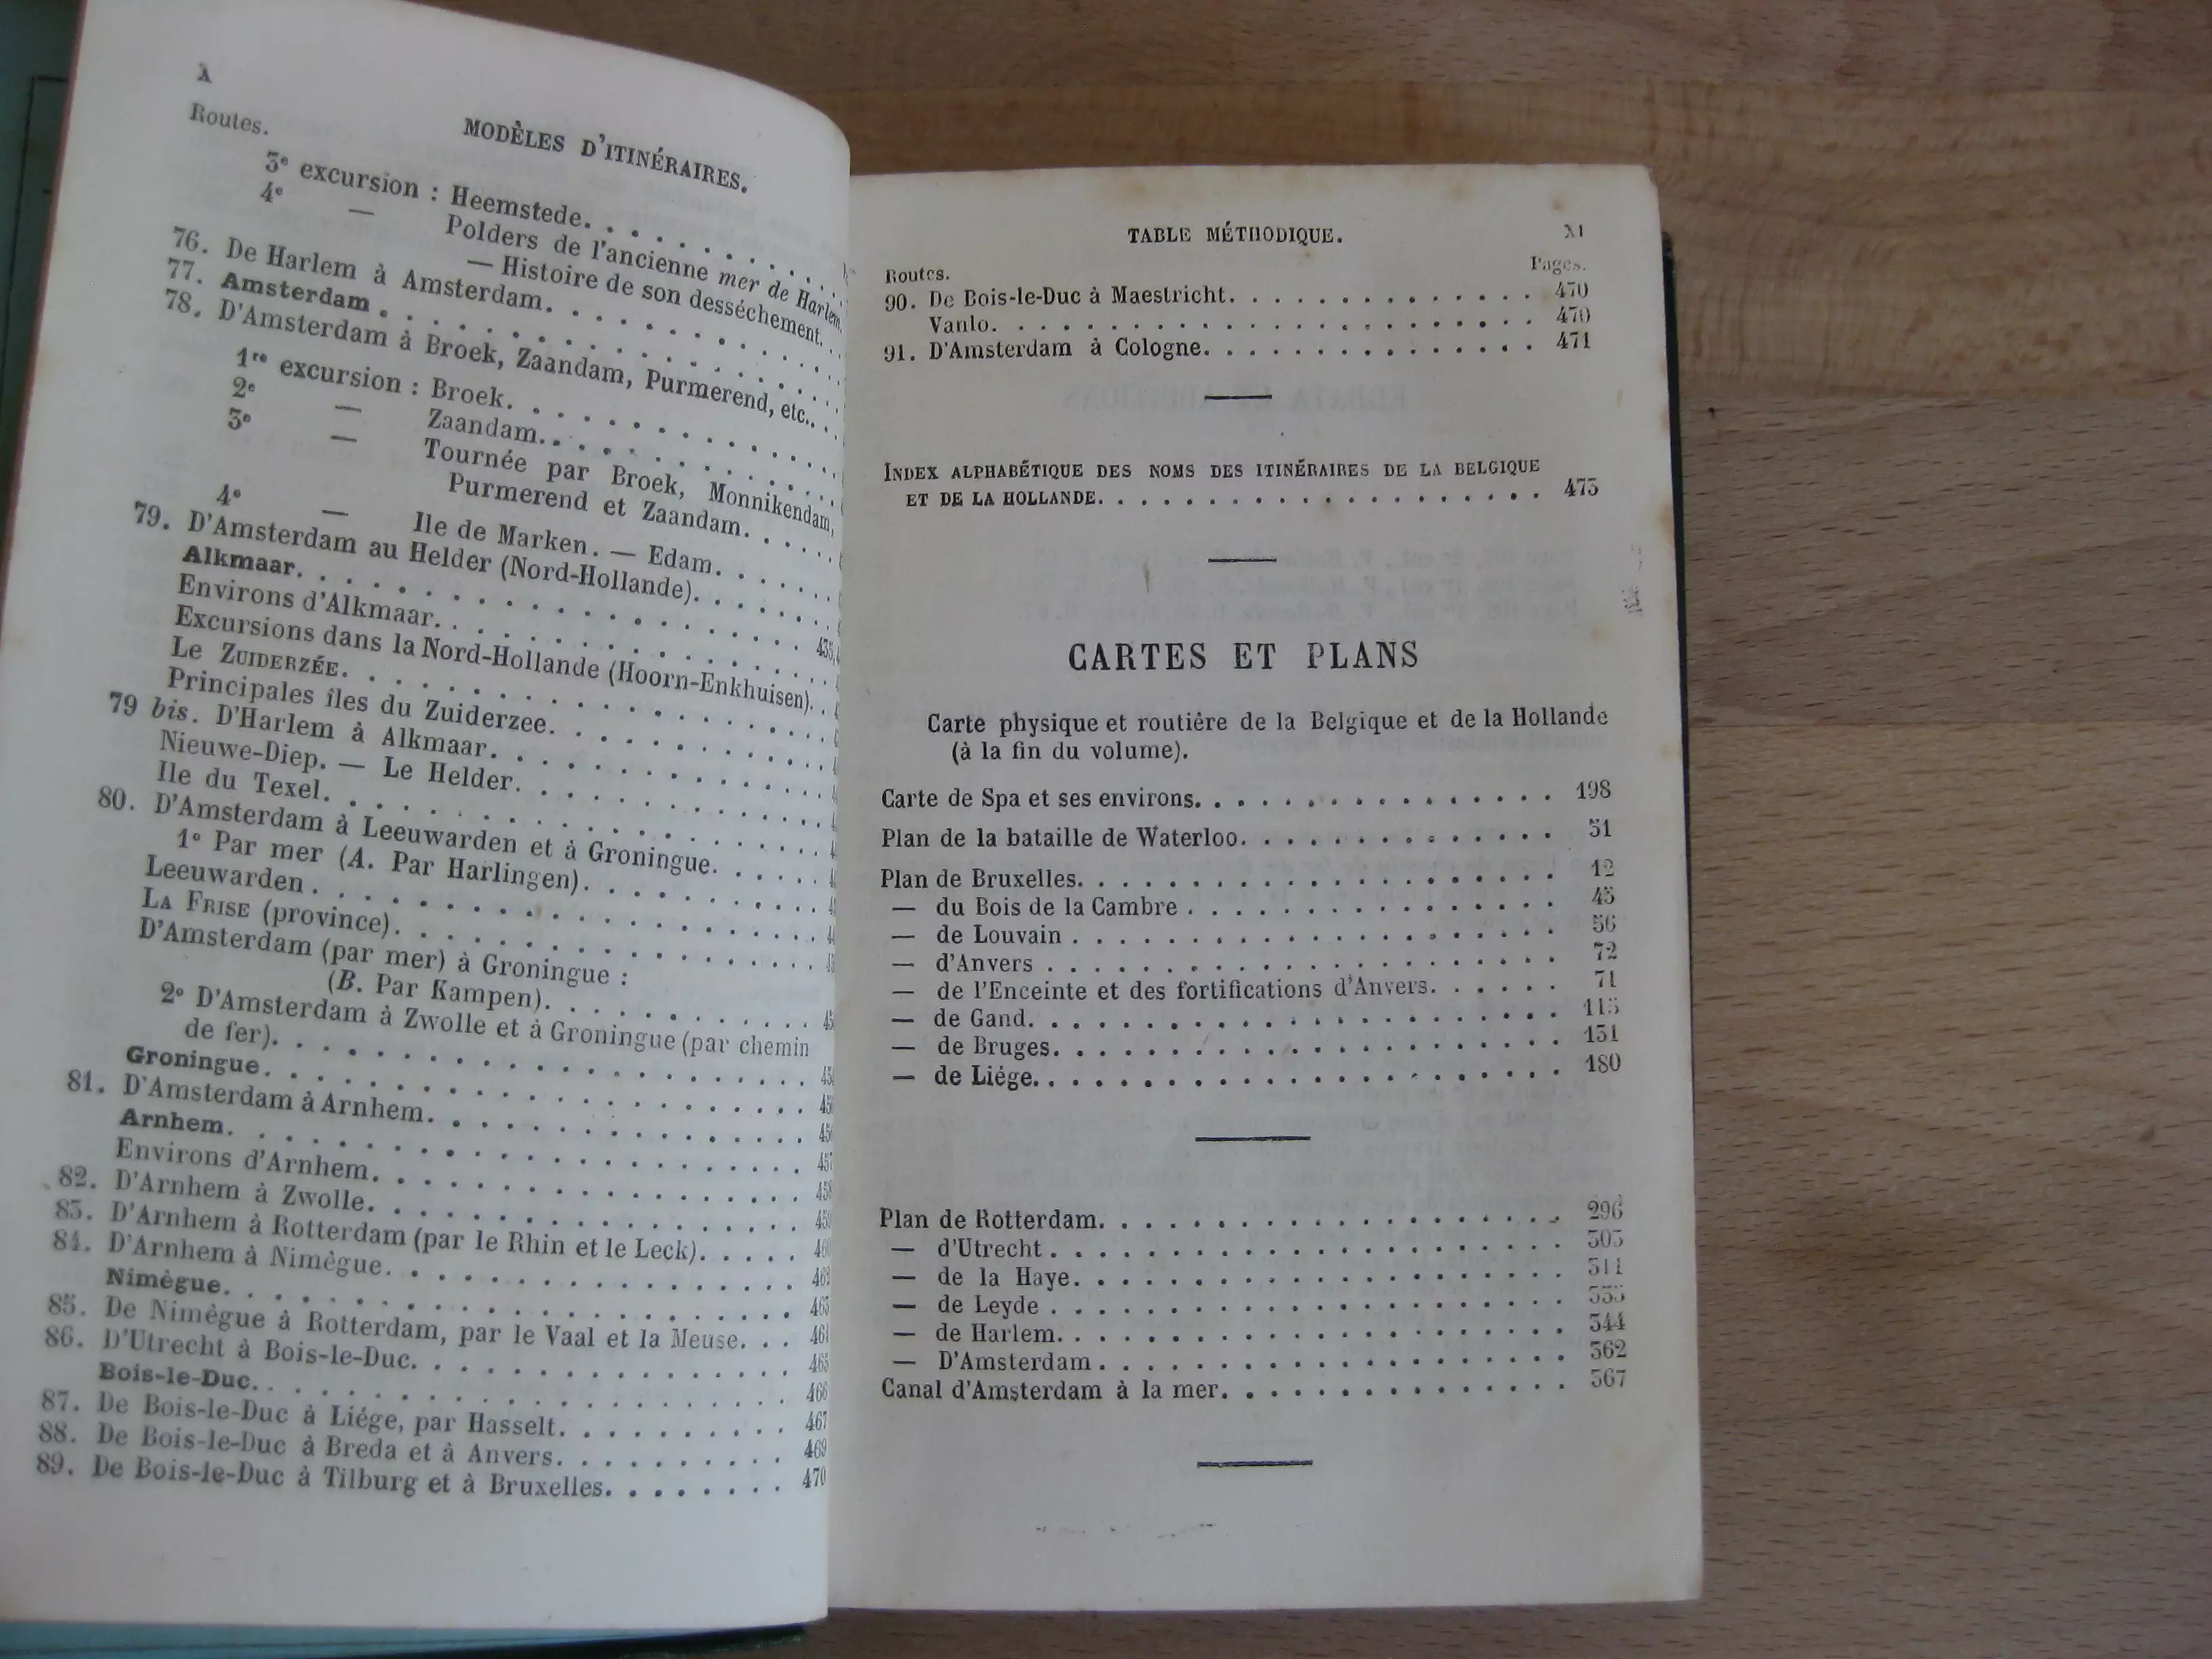 X
Routes.
MODÈLES D'ITINÉRAIRES.
3e excursion : Heemstede.
4e — Polders de l'ancienne mer de Harlem.
— Histoire de son desséchement.
76. De Harlem à Amsterdam.
77. Amsterdam.
78. D'Amsterdam à Broek, Zaandam, Purmerend, etc.
1re excursion : Broek.
2e — Zaandam.
3e — Tournée par Broek, Monnikendam,
Purmerend et Zaandam.
4e — Ile de Marken. — Edam.
79. D'Amsterdam au Helder (Nord-Hollande).
Alkmaar.
Environs d'Alkmaar.
Excursions dans la Nord-Hollande (Hoorn-Enkhuisen).
Le ZUIDERZÉE.
Principales îles du Zuiderzee.
79 bis. D'Harlem à Alkmaar.
Nieuwe-Diep. — Le Helder.
Ile du Texel.
80. D'Amsterdam à Leeuwarden et à Groningue.
1° Par mer (A. Par Harlingen).
Leeuwarden.
LA FRISE (province).
D'Amsterdam (par mer) à Groningue :
(B. Par Kampen).
2° D'Amsterdam à Zwolle et à Groningue (par chemin
de fer).
Groningue.
81. D'Amsterdam à Arnhem.
Arnhem.
Environs d'Arnhem.
82. D'Arnhem à Zwolle.
83. D'Arnhem à Rotterdam (par le Rhin et le Leck).
84. D'Arnhem à Nimègue.
Nimègue.
85. De Nimègue à Rotterdam, par le Vaal et la Meuse.
86. D'Utrecht à Bois-le-Duc.
Bois-le-Duc.
87. De Bois-le-Duc à Liége, par Hasselt. 467
88. De Bois-le-Duc à Breda et à Anvers. 469
89. De Bois-le-Duc à Tilburg et à Bruxelles. 470
TABLE MÉTHODIQUE. XI
Routes. Pages.
90. De Bois-le-Duc à Maestricht. 470
Vanlo. 470
91. D'Amsterdam à Cologne. 471
INDEX ALPHABÉTIQUE DES NOMS DES ITINÉRAIRES DE LA BELGIQUE
ET DE LA HOLLANDE. 473
CARTES ET PLANS
Carte physique et routière de la Belgique et de la Hollande
(à la fin du volume).
Carte de Spa et ses environs. 198
Plan de la bataille de Waterloo. 51
Plan de Bruxelles. 12
— du Bois de la Cambre. 45
— de Louvain. 56
— d'Anvers. 72
— de l'Enceinte et des fortifications d'Anvers. 71
— de Gand. 113
— de Bruges. 131
— de Liége. 180
Plan de Rotterdam. 296
— d'Utrecht. 303
— de la Haye. 311
— de Leyde. 333
— de Harlem. 344
— D'Amsterdam. 362
Canal d'Amsterdam à la mer. 367